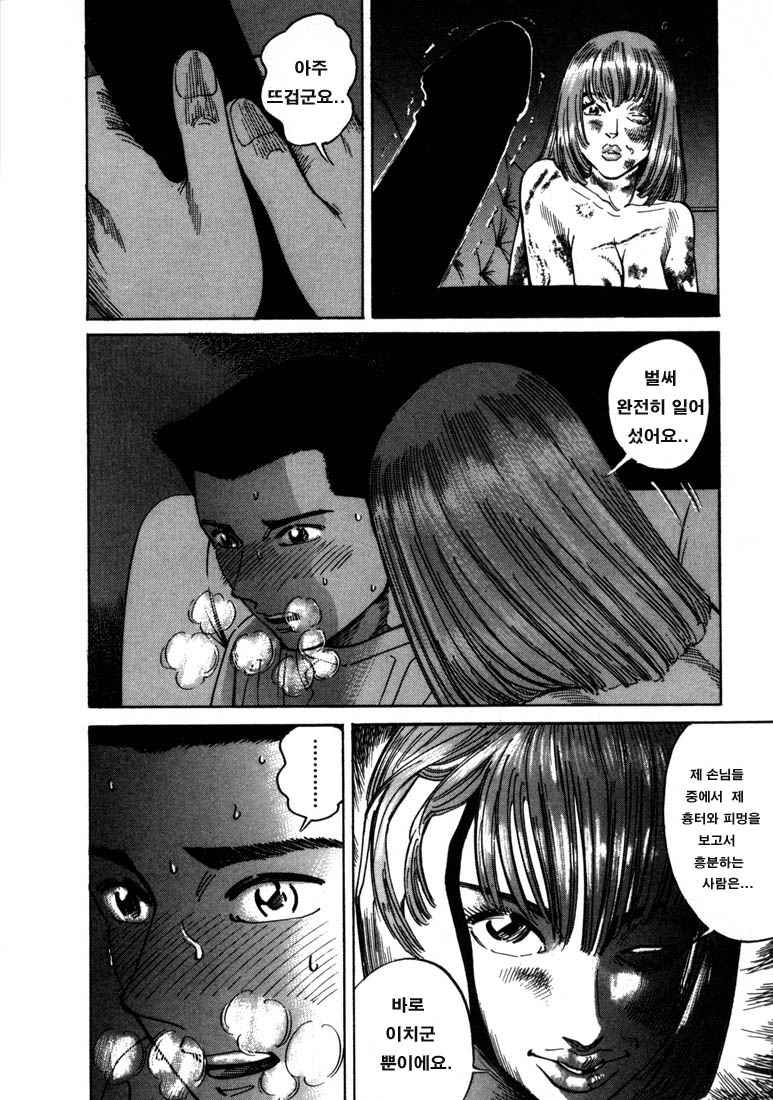 아주
뜨겁군요..
벌써
완전히 일어
섰어요..
제 손님들
중에서 제
흉터와 피멍을
보고서
흥분하는
사람은...
바로
이치군
뿐이에요.
.........